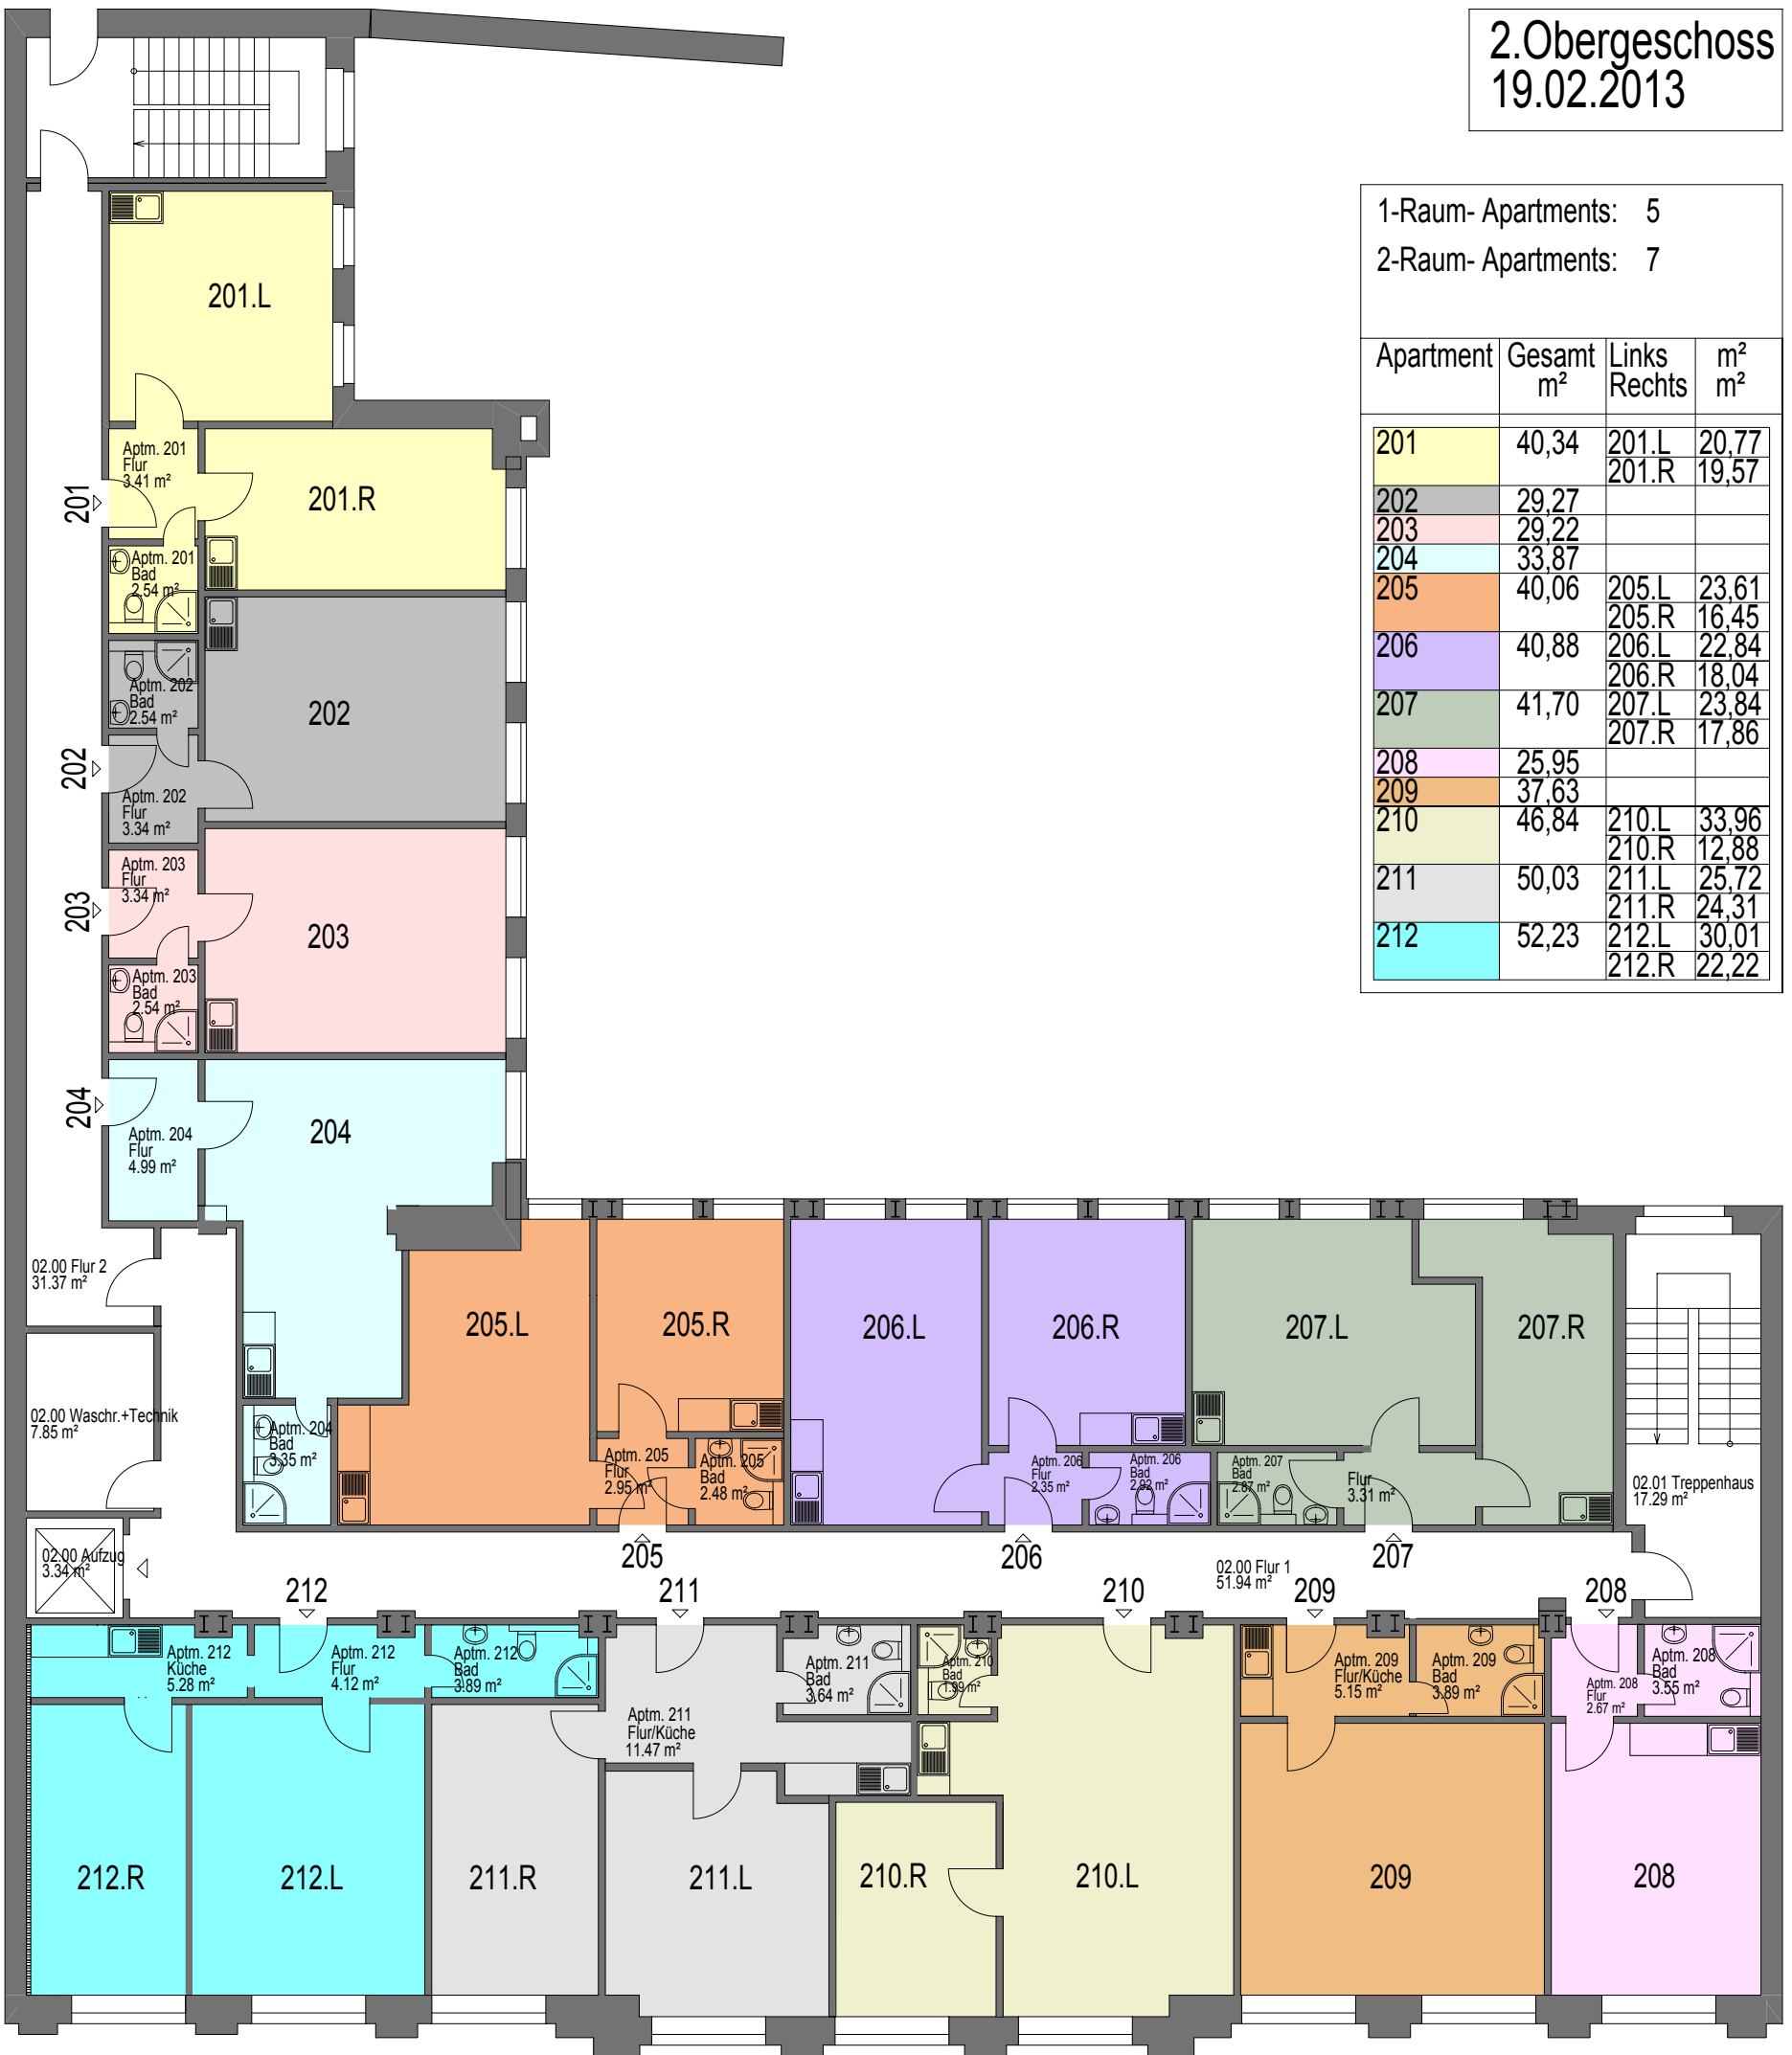 2.Obergeschoss
19.02.2013
1-Raum- Apartments: 5
2-Raum- Apartments: 7
Apartment Gesamt m² Links Rechts m² m²
201 40,34 201.L 20,77
201.R 19,57
202 29,27
203 29,22
204 33,87
205 40,06 205.L 23,61
205.R 16,45
206 40,88 206.L 22,84
206.R 18,04
207 41,70 207.L 23,84
207.R 17,86
208 25,95
209 37,63
210 46,84 210.L 33,96
210.R 12,88
211 50,03 211.L 25,72
211.R 24,31
212 52,23 212.L 30,01
212.R 22,22
201.L
Aptm. 201
Flur
3.41 m²
201
201.R
Aptm. 201
Bad
2.54 m²
Aptm. 202
Bad
2.54 m²
202
202
Aptm. 202
Flur
3.34 m²
Aptm. 203
Flur
3.34 m²
203
203
Aptm. 203
Bad
2.54 m²
204
Aptm. 204
Flur
4.99 m²
204
02.00 Flur 2
31.37 m²
205.L
205.R
206.L
206.R
207.L
207.R
02.00 Waschr.+Technik
7.85 m²
Aptm. 204
Bad
3.35 m²
Aptm. 205
Flur
2.95 m²
Aptm. 205
Bad
2.48 m²
Aptm. 206
Flur
2.35 m²
Aptm. 206
Bad
2.92 m²
Aptm. 207
Bad
2.87 m²
Flur
3.31 m²
02.01 Treppenhaus
17.29 m²
02.00 Aufzug
3.34 m²
205
206
02.00 Flur 1
51.94 m²
207
212
211
210
209
208
Aptm. 212
Küche
5.28 m²
Aptm. 212
Flur
4.12 m²
Aptm. 212
Bad
3.89 m²
Aptm. 211
Flur/Küche
11.47 m²
Aptm. 211
Bad
3.64 m²
Aptm. 210
Bad
1.99 m²
Aptm. 209
Flur/Küche
5.15 m²
Aptm. 209
Bad
3.89 m²
Aptm. 208
Flur
2.67 m²
Aptm. 208
Bad
3.55 m²
212.R
212.L
211.R
211.L
210.R
210.L
209
208